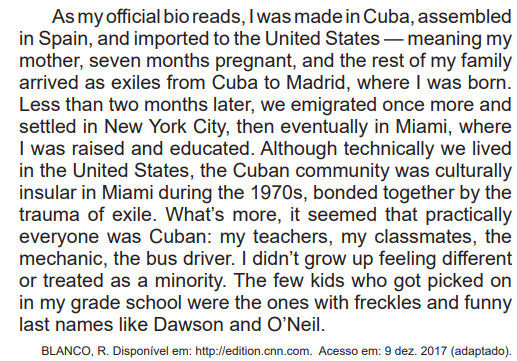 As my official bio reads, I was made in Cuba, assembled
in Spain, and imported to the United States — meaning my
mother, seven months pregnant, and the rest of my family
arrived as exiles from Cuba to Madrid, where I was born.
Less than two months later, we emigrated once more and
settled in New York City, then eventually in Miami, where
I was raised and educated. Although technically we lived
in the United States, the Cuban community was culturally
insular in Miami during the 1970s, bonded together by the
trauma of exile. What’s more, it seemed that practically
everyone was Cuban: my teachers, my classmates, the
mechanic, the bus driver. I didn’t grow up feeling different
or treated as a minority. The few kids who got picked on
in my grade school were the ones with freckles and funny
last names like Dawson and O’Neil.
BLANCO, R. Disponível em: http://edition.cnn.com. Acesso em: 9 dez. 2017 (adaptado).